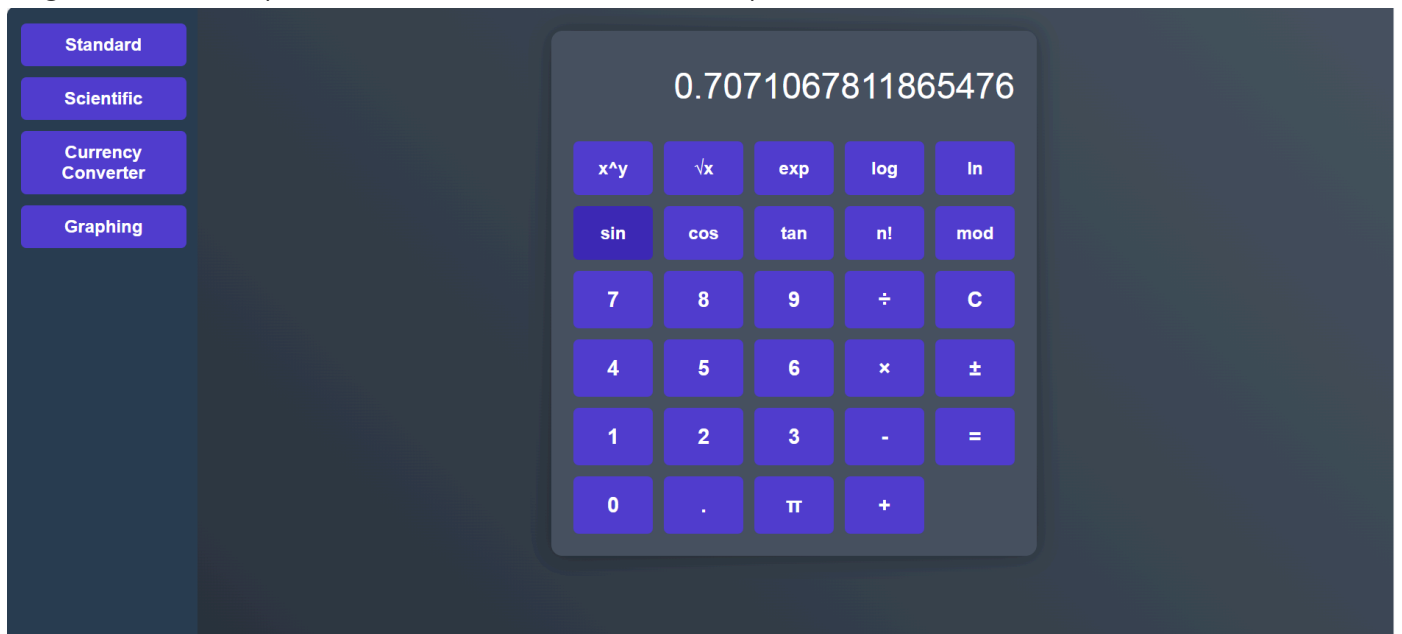 Standard
Scientific
Currency
Converter
Graphing
0.7071067811865476
x^y √x exp log ln
sin cos tan n! mod
7 8 9 ÷ C
4 5 6 × ±
1 2 3 - =
0 . π +